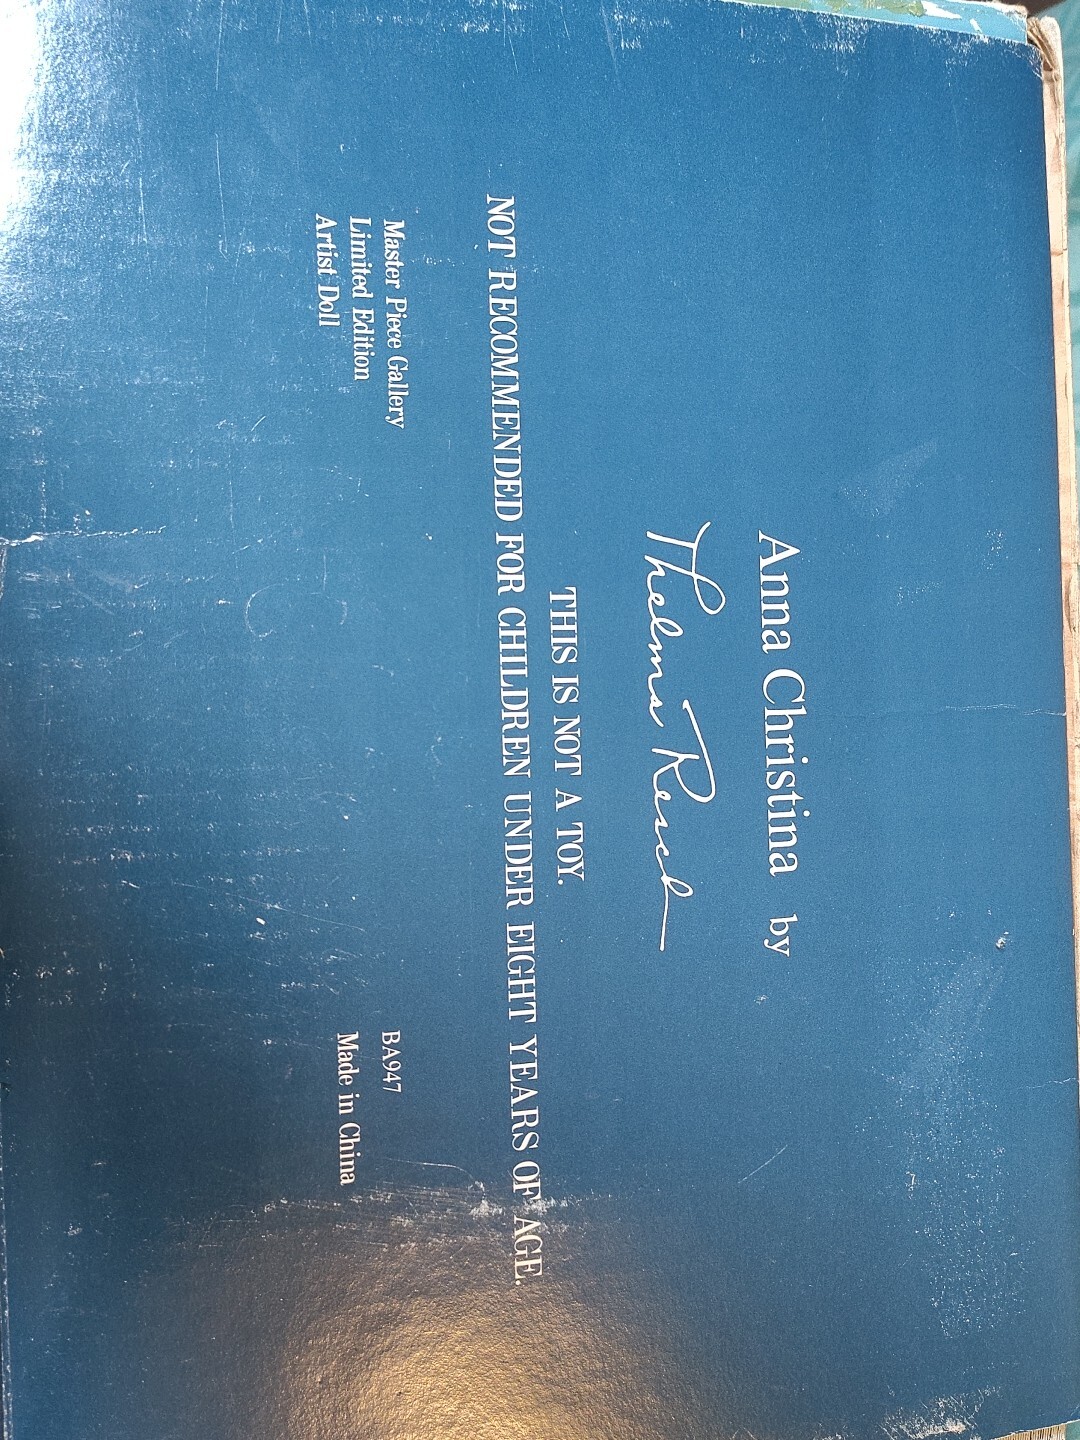 Anna Christina by
Thelma Resch
THIS IS NOT A TOY.
NOT RECOMMENDED FOR CHILDREN UNDER EIGHT YEARS OF AGE.
Master Piece Gallery
Limited Edition
Artist Doll
BA947
Made in China